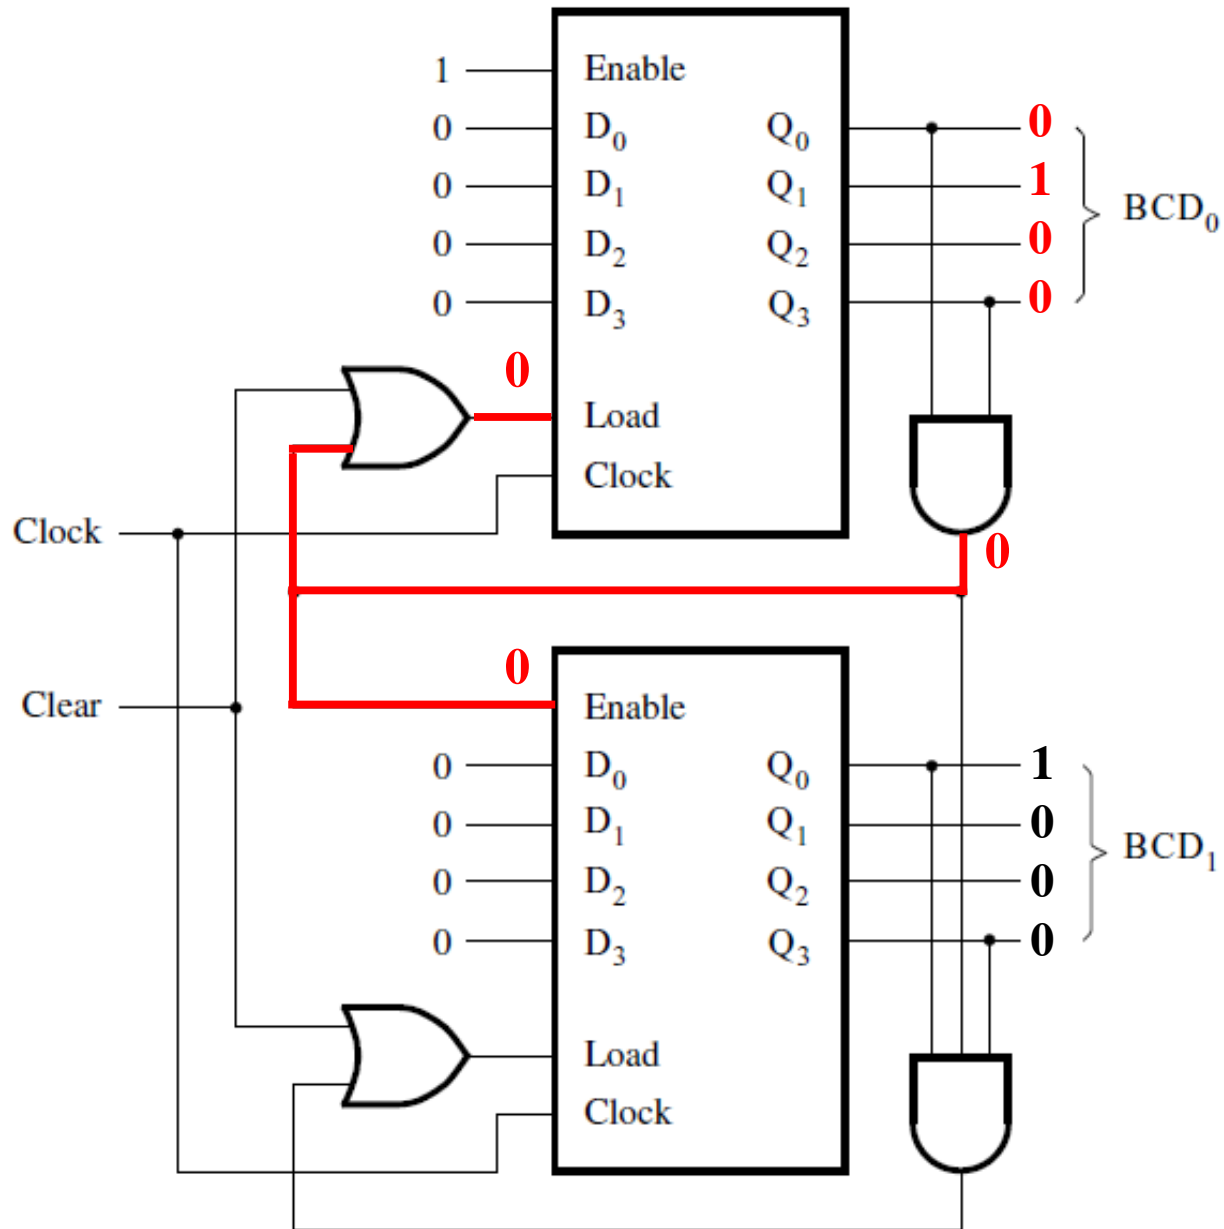 1 Enable
0 D0 Q0 0
0 D1 Q1 1
BCD0
0 D2 Q2 0
0 D3 Q3 0
0
Load
Clock
Clock
0
0
Clear
Enable
0 D0 Q0 1
0 D1 Q1 0
BCD1
0 D2 Q2 0
0 D3 Q3 0
Load
Clock